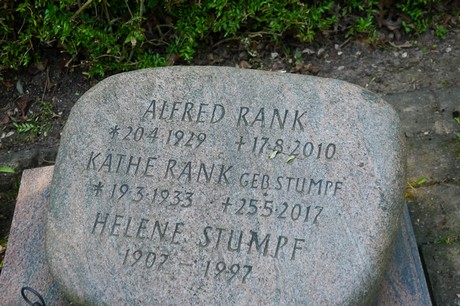 ALFRED RANK
*20.4.1929 +17.8.2010
KÄTHE RANK GEB.STUMPF
*19.3.1933 +25.5.2017
HELENE STUMPF
1907 – 1997